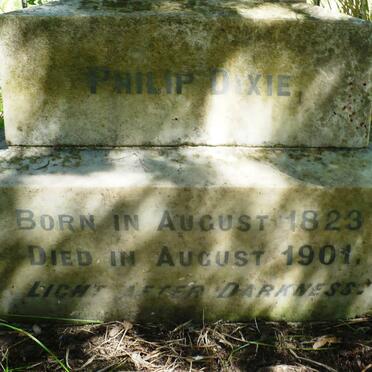 PHILIP DIXIE
BORN IN AUGUST 1823
DIED IN AUGUST 1901.
LIGHT AFTER DARKNESS.